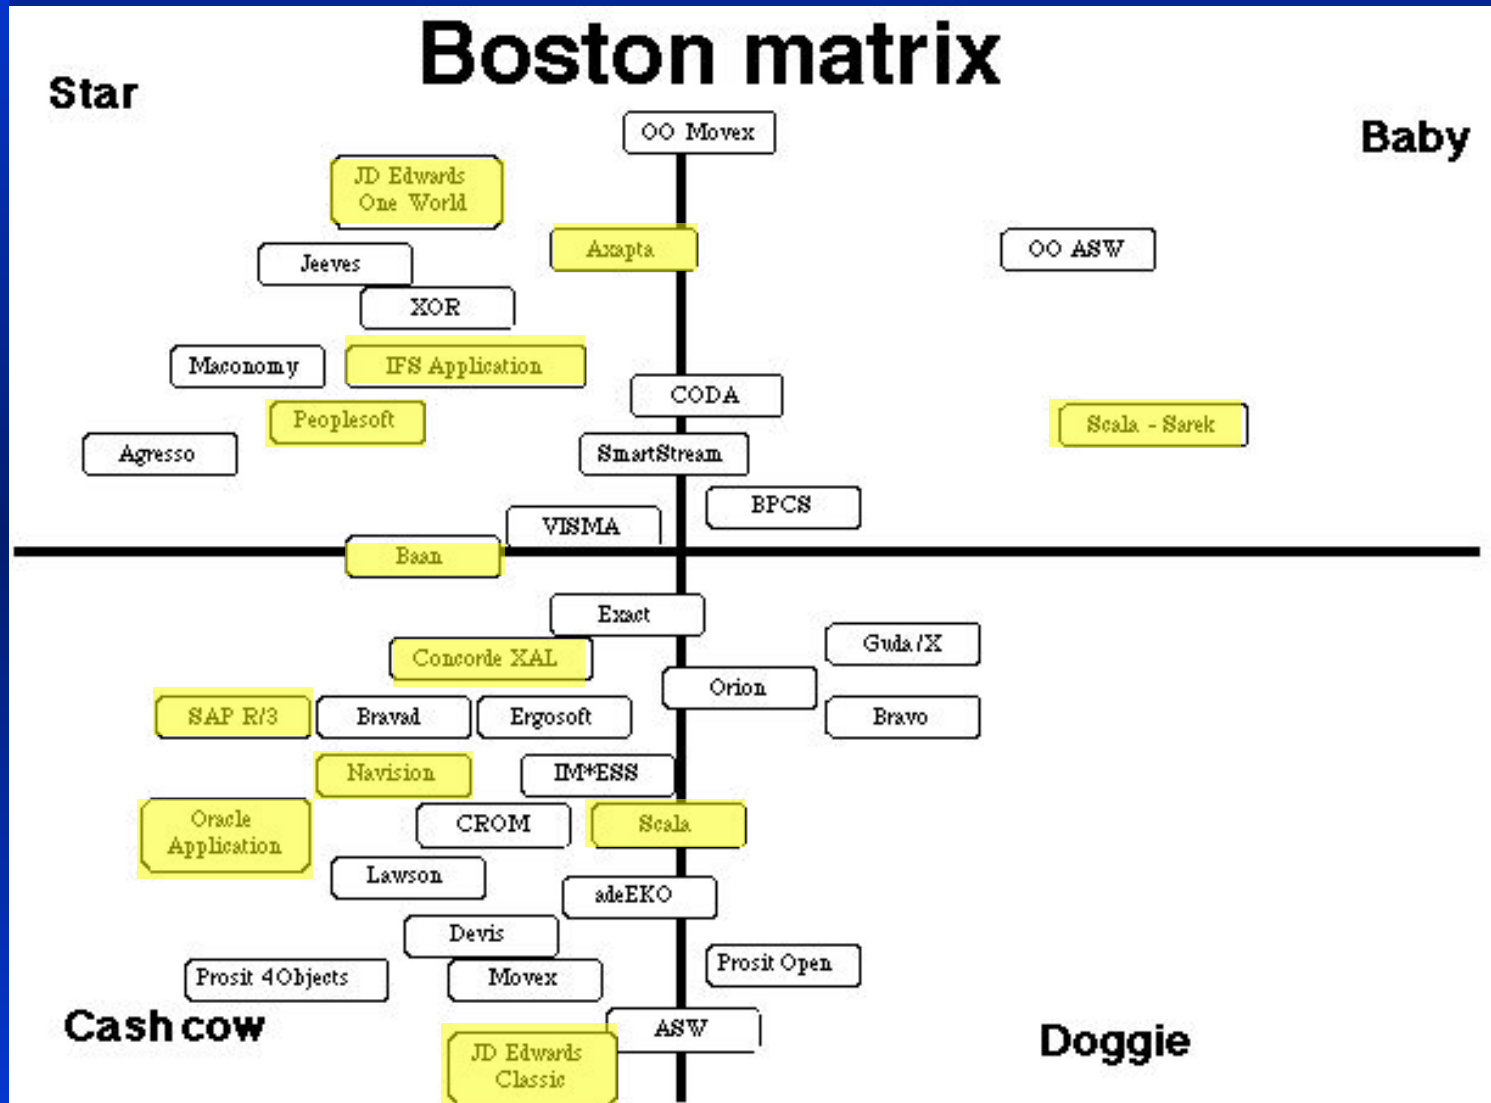 Boston matrix
Star
Baby
OO Movex
JD Edwards
One World
Axapta
OO ASW
Jeeves
XOR
Maconomy
IFS Application
CODA
Peoplesoft
Scala - Sarek
Agresso
SmartStream
BPCS
VISMA
Baan
Exact
Guda/X
Concorde XAL
Orion
SAP R/3
Bravad
Ergosoft
Bravo
Navision
IM*ESS
Oracle
Application
CROM
Scala
Lawson
adeEKO
Devis
Prosit 4Objects
Movex
Prosit Open
Cash cow
ASW
Doggie
JD Edwards
Classic